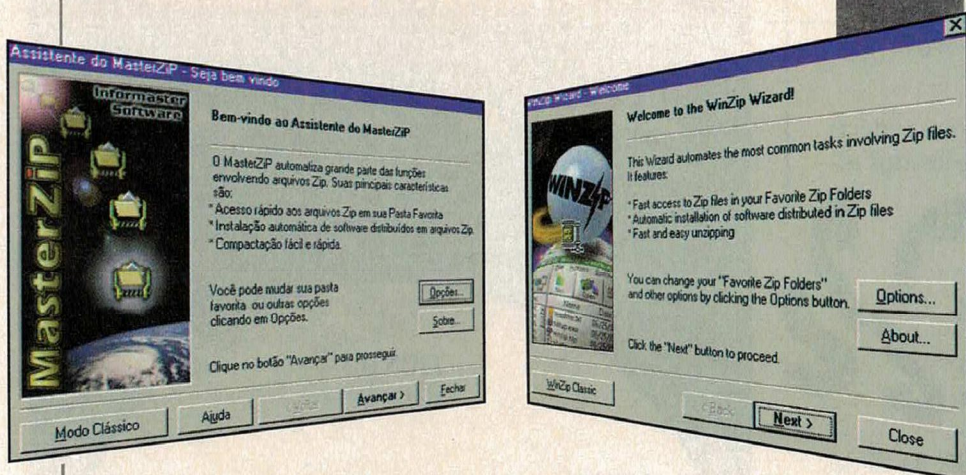 Assistente do MasterZiP - Seja bem vindo
Informaster
Software
MasterZiP
Bem-vindo ao Assistente do MasterZiP
O MasterZiP automatiza grande parte das funções
envolvendo arquivos Zip. Suas principais características
são:
* Acesso rápido aos arquivos Zip em sua Pasta Favorita
* Instalação automática de software distribuídos em arquivos Zip.
* Compactação fácil e rápida.
Você pode mudar sua pasta
favorita ou outras opções
clicando em Opções.
Opções...
Sobre...
Clique no botão "Avançar" para prosseguir.
Modo Clássico
Ajuda
Avançar >
Fechar
WinZip Wizard - Welcome
WINZIP
Welcome to the WinZip Wizard!
This Wizard automates the most common tasks involving Zip files.
It features:
* Fast access to Zip files in your Favorite Zip Folders
* Automatic installation of software distributed in Zip files
* Fast and easy unzipping
You can change your "Favorite Zip Folders"
and other options by clicking the Options button.
Options...
About...
Click the "Next" button to proceed.
Name
WinZip Classic
< Back
Next >
Close